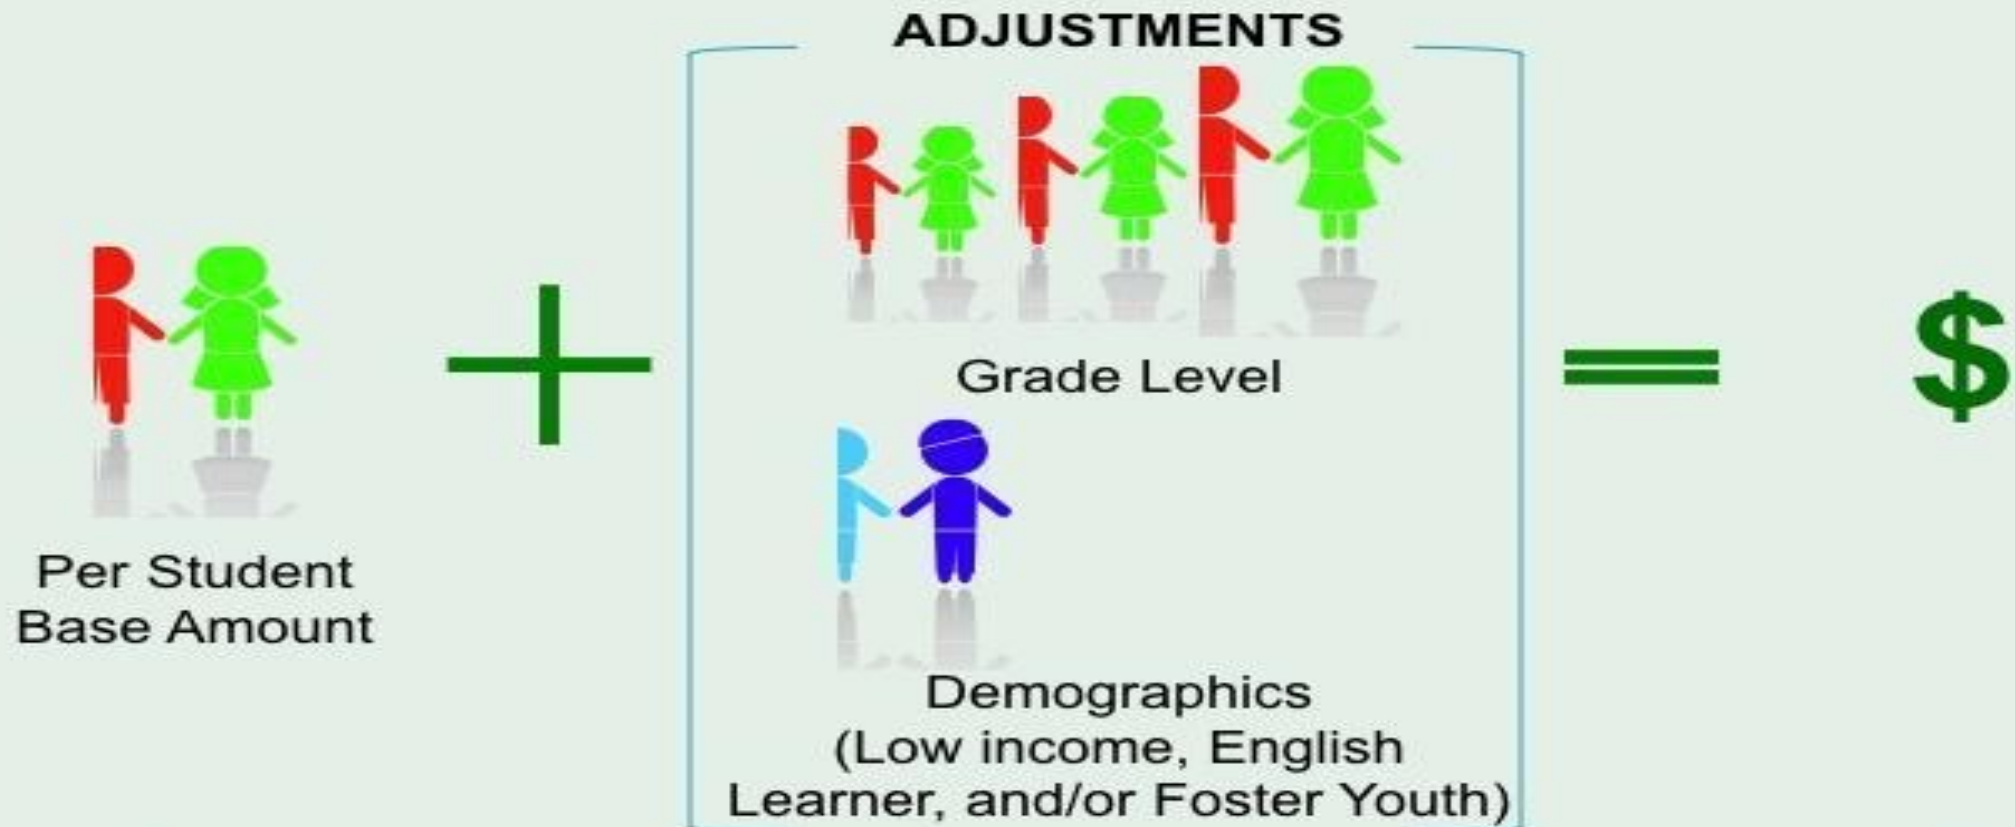 ADJUSTMENTS
Grade Level
Per Student
Base Amount
+
=
$
Demographics
(Low income, English
Learner, and/or Foster Youth)